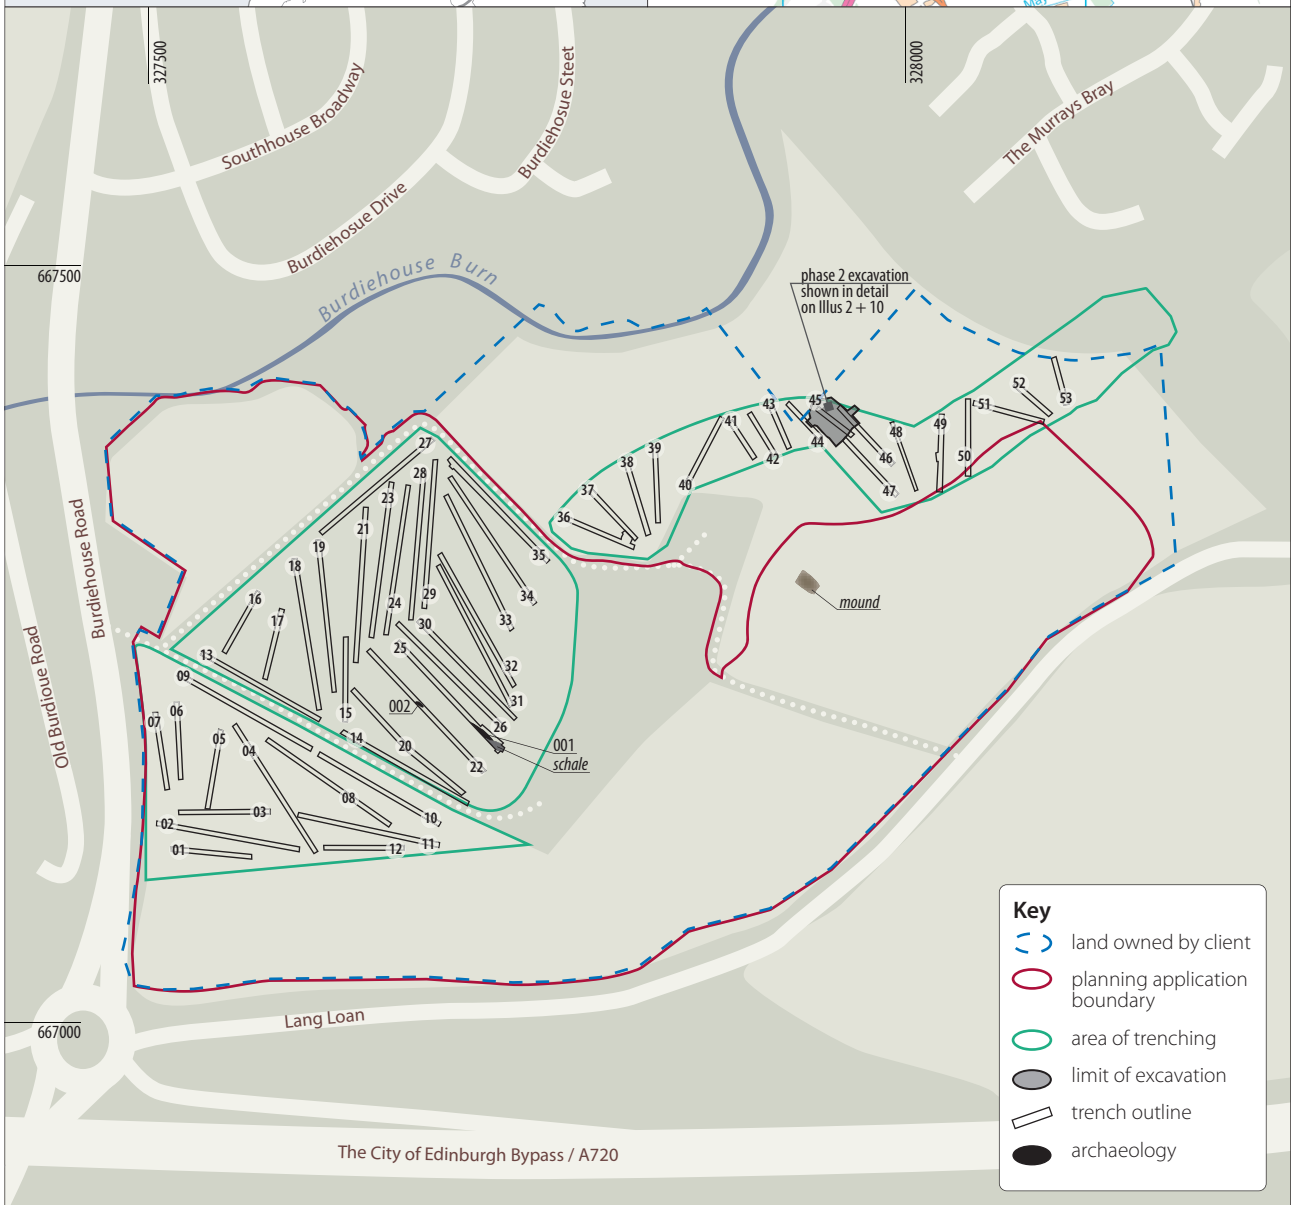 May
327500
328000
Southhouse Broadway
Burdiehosue Steet
The Murrays Bray
Burdiehosue Drive
667500
Burdiehouse Burn
phase 2 excavation
shown in detail
on Illus 2 + 10
52
53
51
45
43
41
44
48
49
42
46
50
47
39
38
40
37
36
27
28
23
21
19
35
18
34
16
24
29
33
17
30
25
13
32
09
31
15
002
26
07
06
05
04
14
20
001
schale
22
mound
08
03
10
02
11
12
01
Burdiehouse Road
Old Burdioue Road
667000
Lang Loan
The City of Edinburgh Bypass / A720
Key
land owned by client
planning application
boundary
area of trenching
limit of excavation
trench outline
archaeology